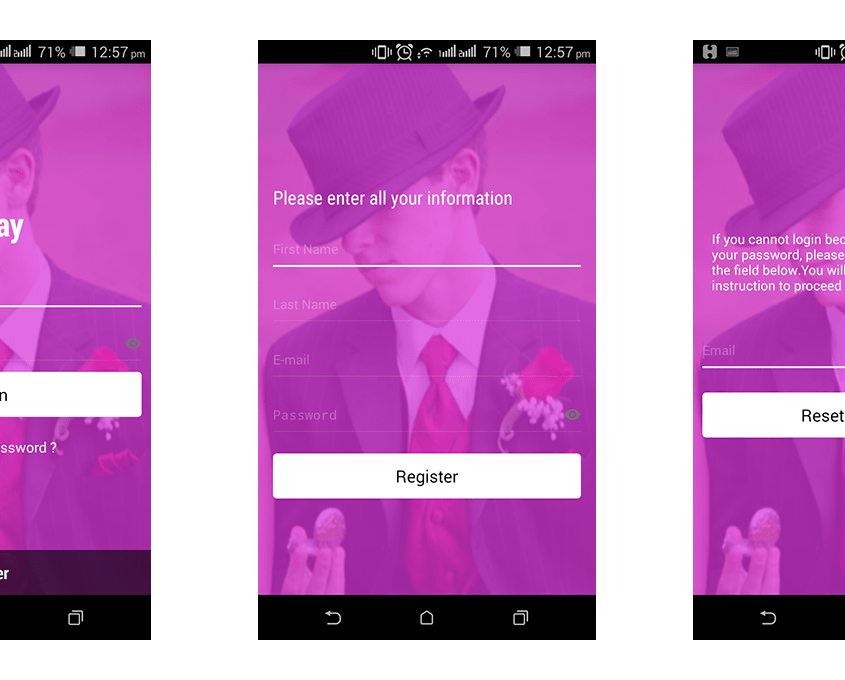 71% 12:57 pm
ay
n
ssword ?
er
71% 12:57 pm
Please enter all your information
First Name
Last Name
E-mail
Password
Register
If you cannot login bec
your password, please
the field below.You will
instruction to proceed
Email
Reset